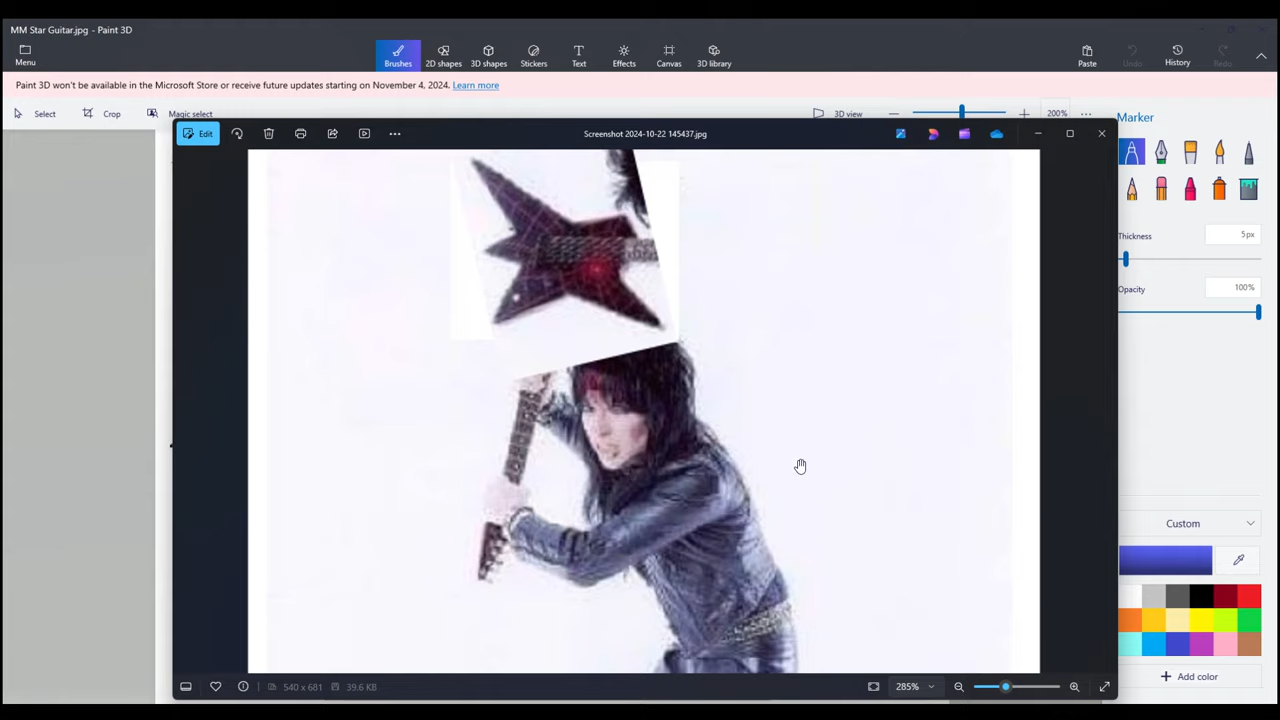 MM Star Guitar.jpg - Paint 3D
Menu
Brushes
2D shapes
3D shapes
Stickers
Text
Effects
Canvas
3D library
Paste
Undo
History
Redo
Paint 3D won't be available in the Microsoft Store or receive future updates starting on November 4, 2024. Learn more
Select
Crop
Magic select
3D view
200%
Marker
Edit
Screenshot 2024-10-22 145437.jpg
Thickness
5px
Opacity
100%
Custom
Add color
540 x 681
39.6 KB
285%